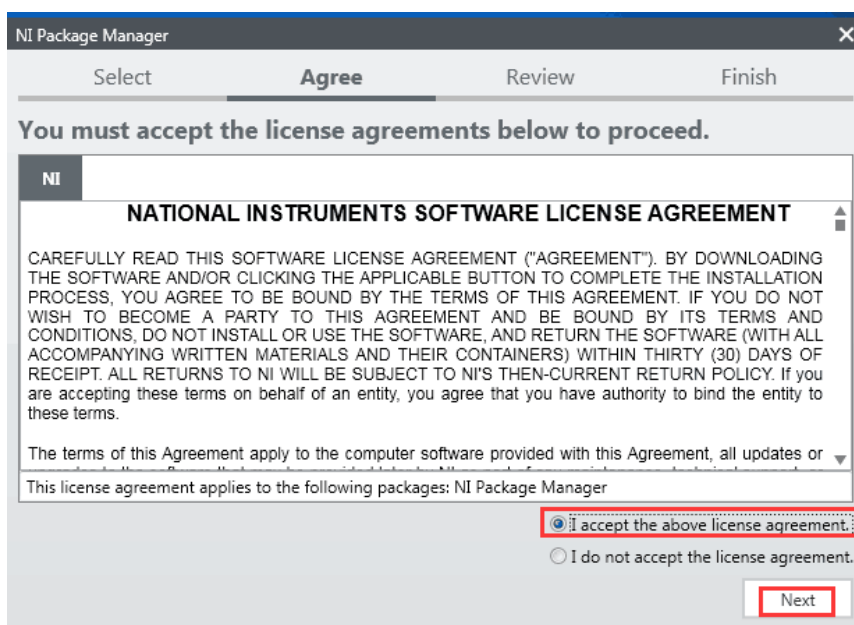 NI Package Manager
Select Agree Review Finish
You must accept the license agreements below to proceed.
NI
NATIONAL INSTRUMENTS SOFTWARE LICENSE AGREEMENT
CAREFULLY READ THIS SOFTWARE LICENSE AGREEMENT ("AGREEMENT"). BY DOWNLOADING
THE SOFTWARE AND/OR CLICKING THE APPLICABLE BUTTON TO COMPLETE THE INSTALLATION
PROCESS, YOU AGREE TO BE BOUND BY THE TERMS OF THIS AGREEMENT. IF YOU DO NOT
WISH TO BECOME A PARTY TO THIS AGREEMENT AND BE BOUND BY ITS TERMS AND
CONDITIONS, DO NOT INSTALL OR USE THE SOFTWARE, AND RETURN THE SOFTWARE (WITH ALL
ACCOMPANYING WRITTEN MATERIALS AND THEIR CONTAINERS) WITHIN THIRTY (30) DAYS OF
RECEIPT. ALL RETURNS TO NI WILL BE SUBJECT TO NI'S THEN-CURRENT RETURN POLICY. If you
are accepting these terms on behalf of an entity, you agree that you have authority to bind the entity to
these terms.
The terms of this Agreement apply to the computer software provided with this Agreement, all updates or
This license agreement applies to the following packages: NI Package Manager
I accept the above license agreement.
I do not accept the license agreement.
Next